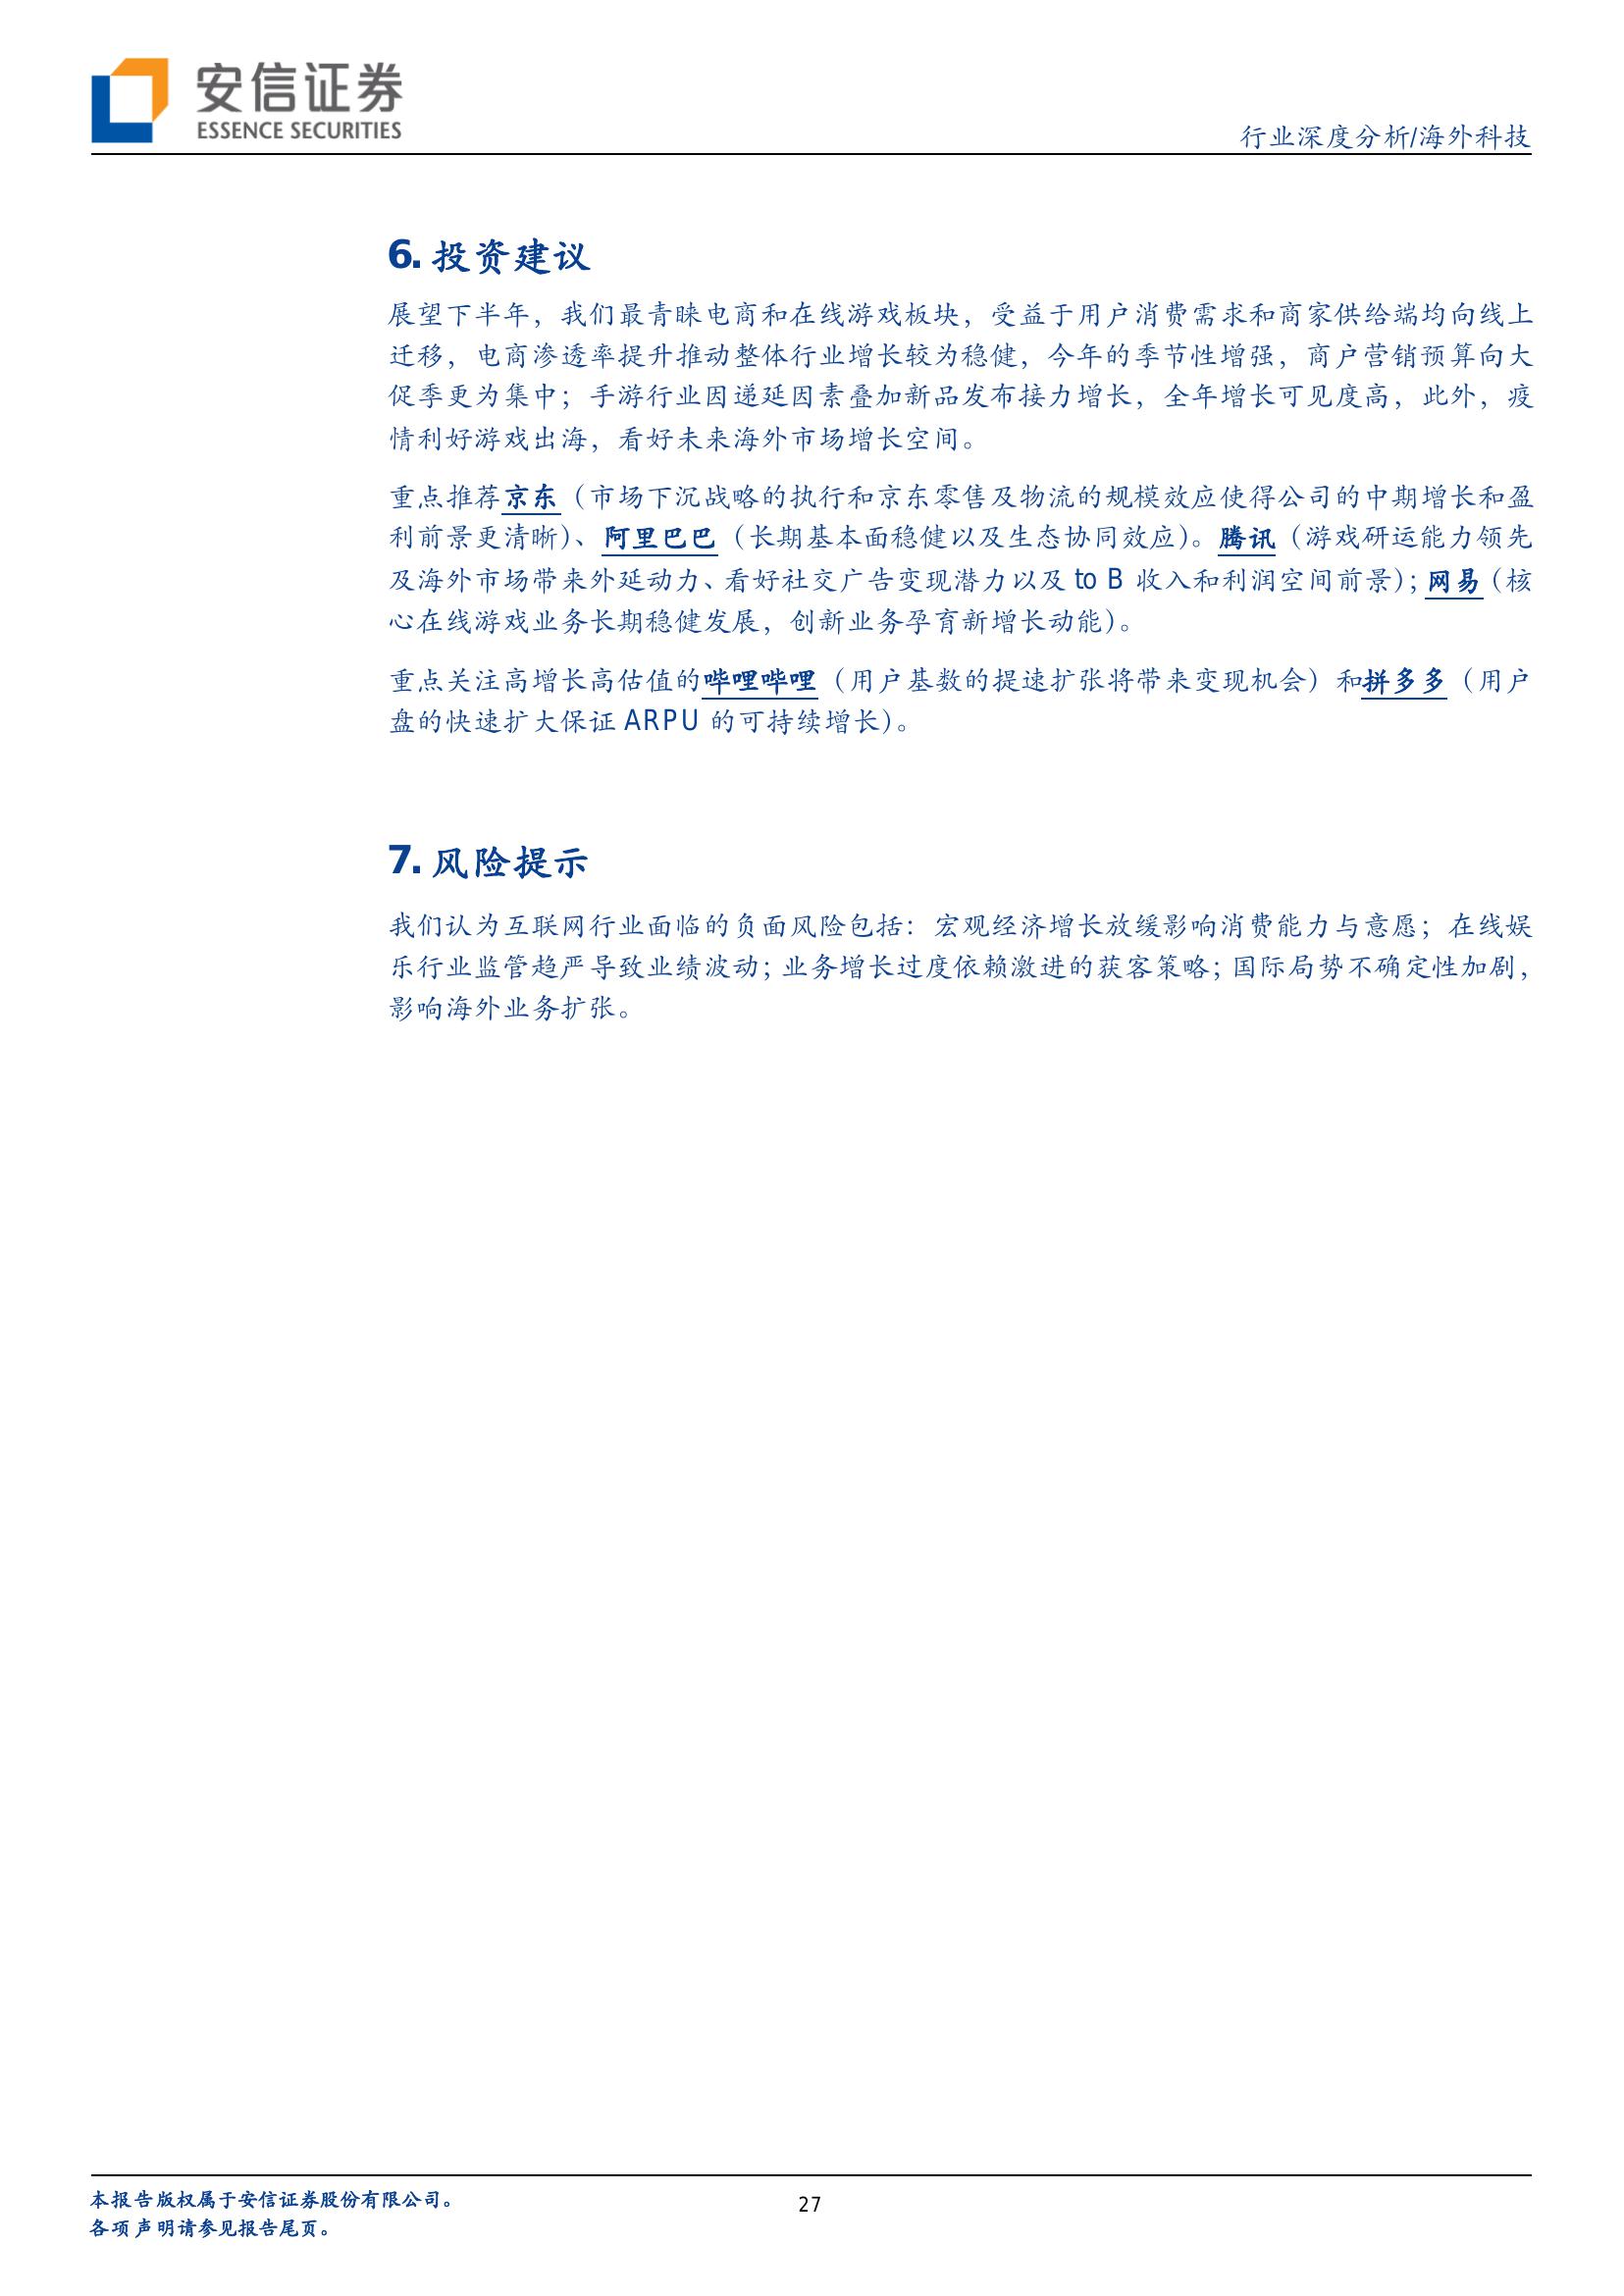 安信证券
ESSENCE SECURITIES
行业深度分析/海外科技
6. 投资建议
展望下半年，我们最青睐电商和在线游戏板块，受益于用户消费需求和商家供给端均向线上
迁移，电商渗透率提升推动整体行业增长较为稳健，今年的季节性增强，商户营销预算向大
促季更为集中；手游行业因递延因素叠加新品发布接力增长，全年增长可见度高，此外，疫
情利好游戏出海，看好未来海外市场增长空间。
重点推荐京东（市场下沉战略的执行和京东零售及物流的规模效应使得公司的中期增长和盈
利前景更清晰）、阿里巴巴（长期基本面稳健以及生态协同效应）。腾讯（游戏研运能力领先
及海外市场带来外延动力、看好社交广告变现潜力以及 to B 收入和利润空间前景）；网易（核
心在线游戏业务长期稳健发展，创新业务孕育新增长动能）。
重点关注高增长高估值的哔哩哔哩（用户基数的提速扩张将带来变现机会）和拼多多（用户
盘的快速扩大保证 ARPU 的可持续增长）。
7. 风险提示
我们认为互联网行业面临的负面风险包括：宏观经济增长放缓影响消费能力与意愿；在线娱
乐行业监管趋严导致业绩波动；业务增长过度依赖激进的获客策略；国际局势不确定性加剧，
影响海外业务扩张。
本报告版权属于安信证券股份有限公司。
各项声明请参见报告尾页。
27